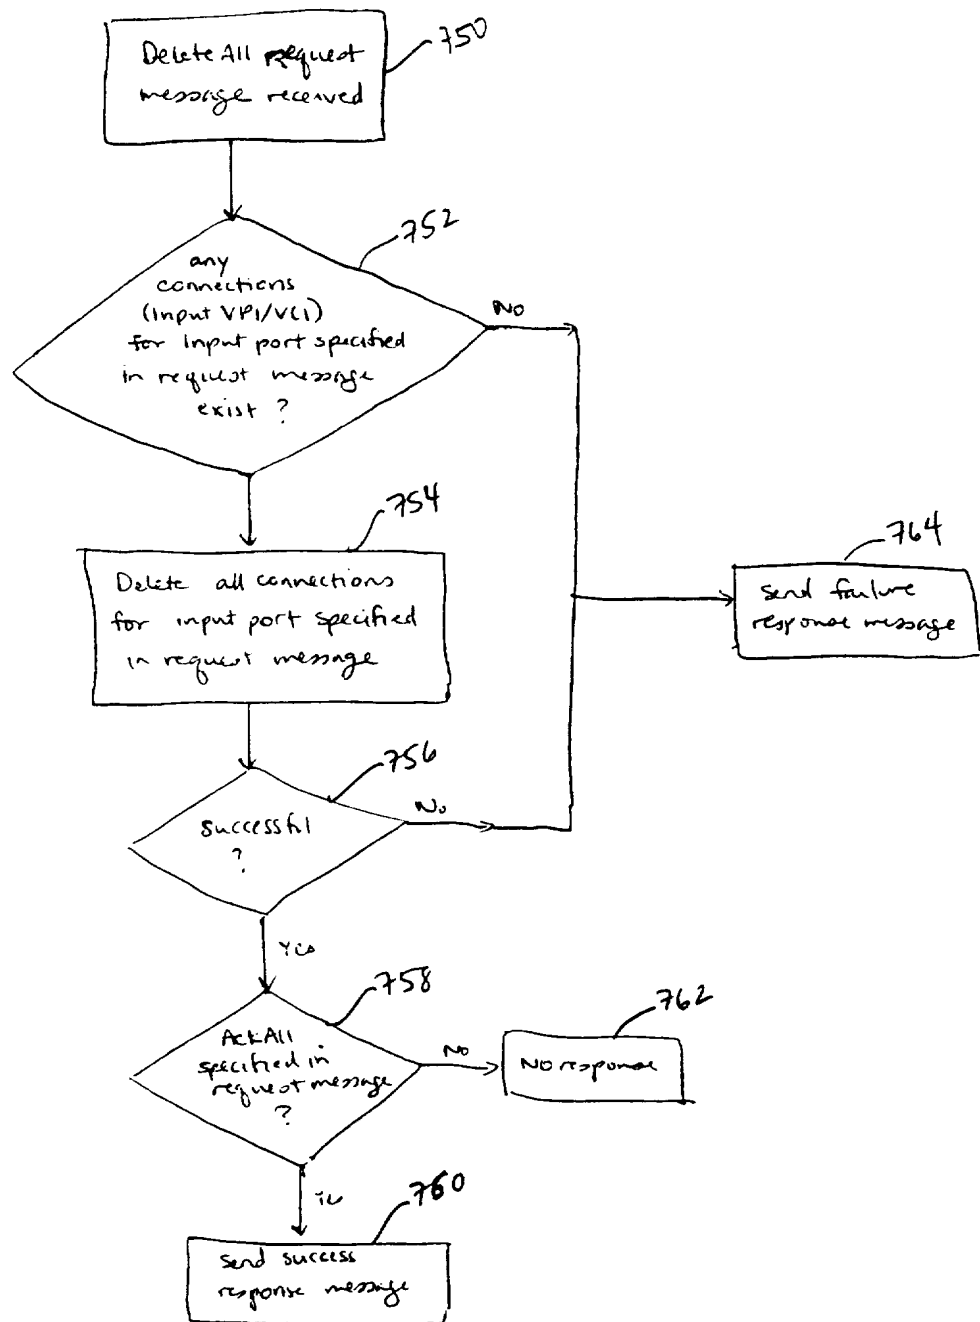 Delete All request
message received
750
752
any
connections
(Input VPI/VCI)
for input port specified
in request message
exist ?
No
754
Delete all connections
for input port specified
in request message
764
Send failure
response message
756
Successful
?
No
Yes
758
AckAll
specified in
request message
?
No
762
No response
Yes
760
Send success
response message